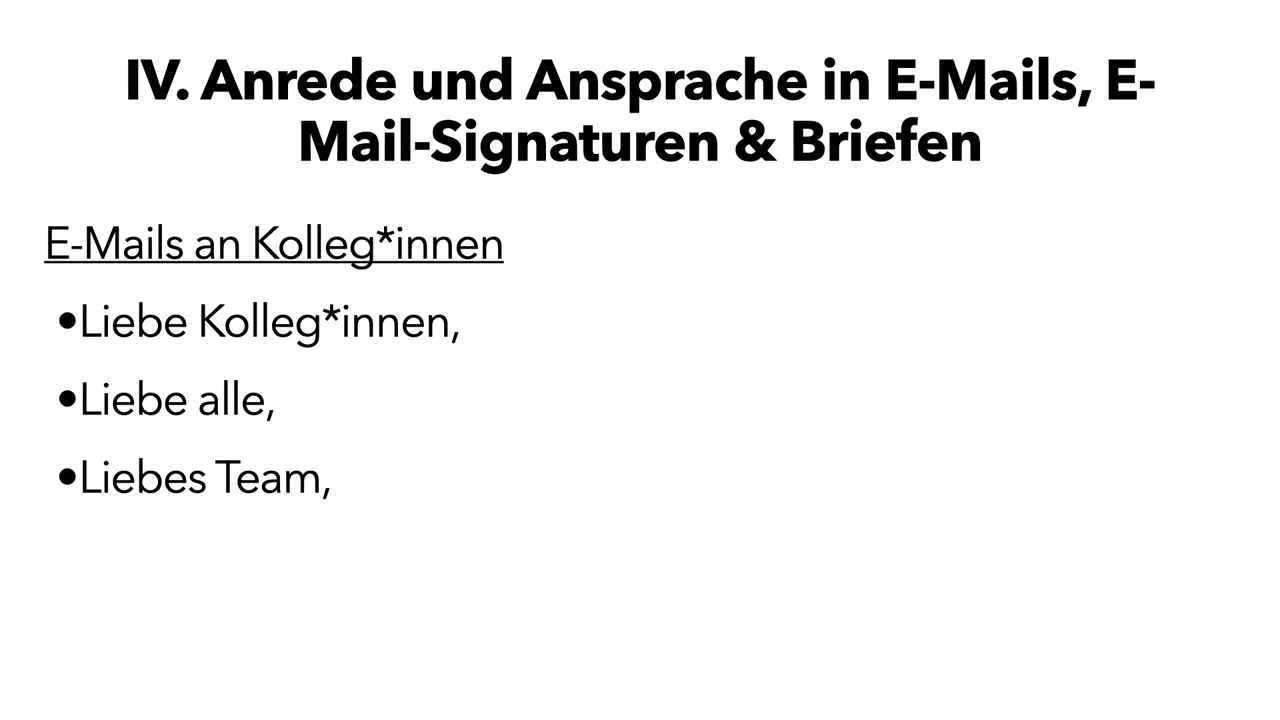 IV. Anrede und Ansprache in E-Mails, E-
Mail-Signaturen & Briefen
E-Mails an Kolleg*innen
•Liebe Kolleg*innen,
•Liebe alle,
•Liebes Team,